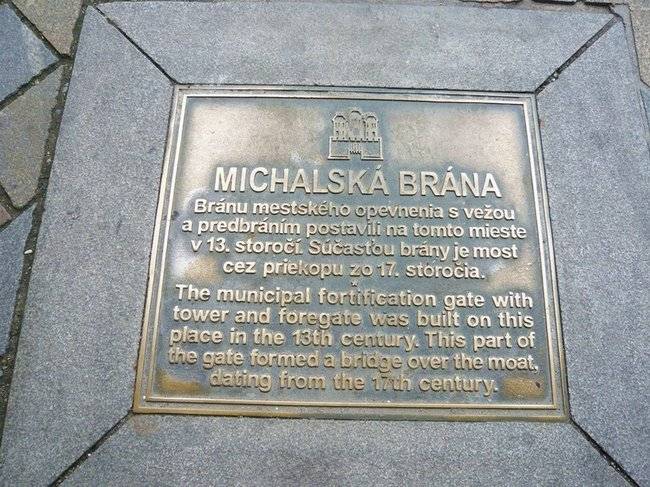 MICHALSKÁ BRÁNA
Bránu mestského opevnenia s vežou
a predbráním postavili na tomto mieste
v 13. storočí. Súčasťou brány je most
cez priekopu zo 17. storočia.
*
The municipal fortification gate with
tower and foregate was built on this
place in the 13th century. This part of
the gate formed a bridge over the moat,
dating from the 17th century.